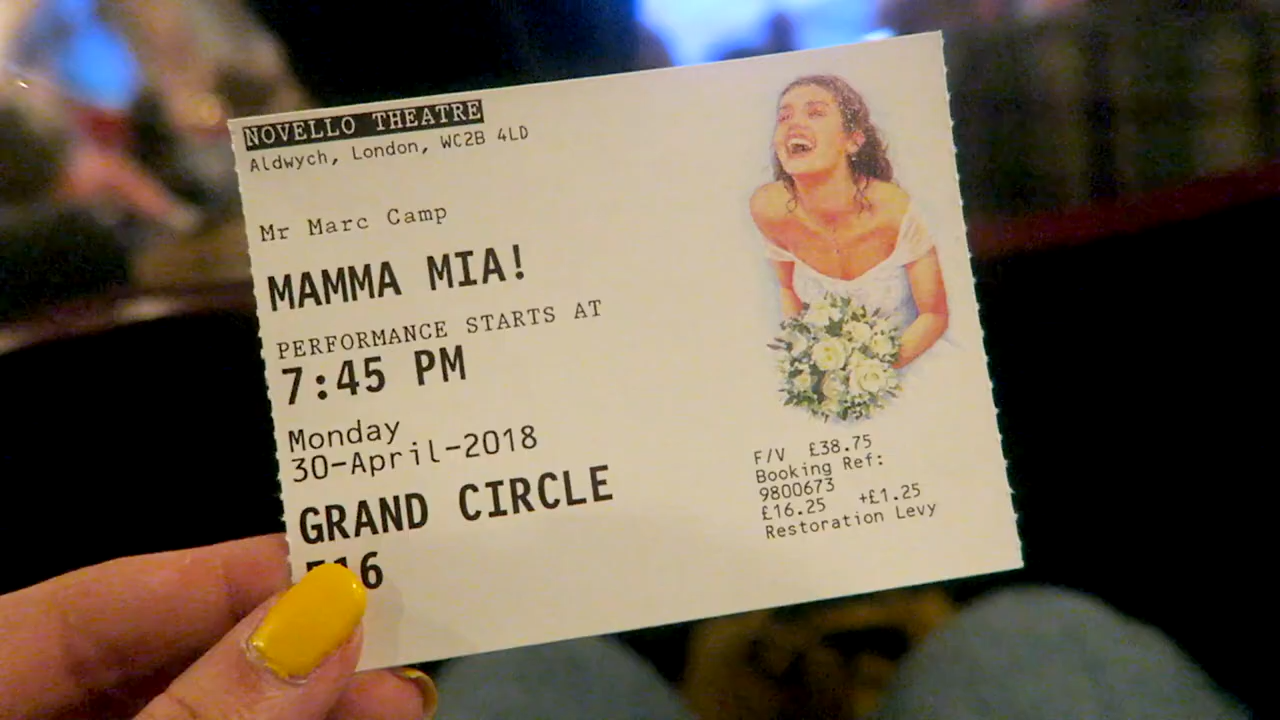 NOVELLO THEATRE
Aldwych, London, WC2B 4LD
Mr Marc Camp
MAMMA MIA!
PERFORMANCE STARTS AT
7:45 PM
Monday
30-April-2018
GRAND CIRCLE
F/V £38.75
Booking Ref:
9800673
£16.25 +£1.25
Restoration Levy